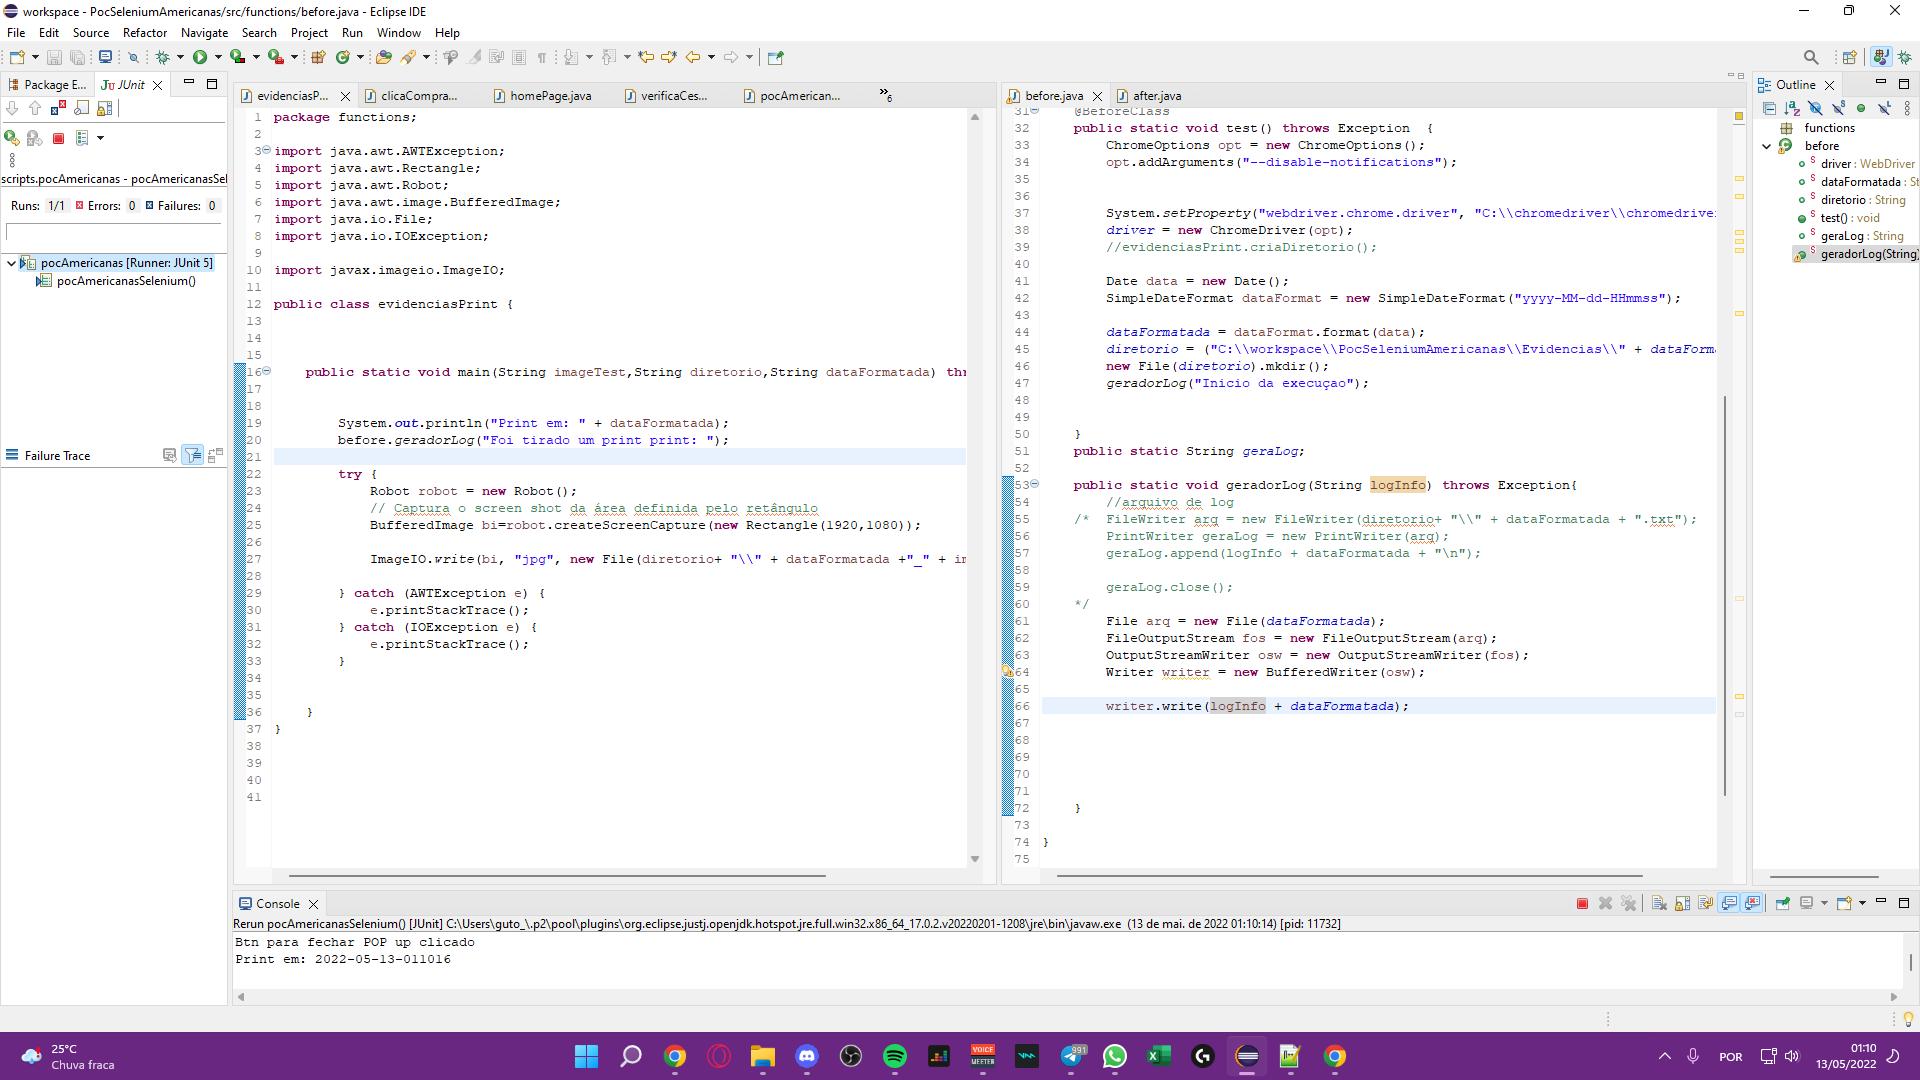 workspace - PocSeleniumAmericanas/src/functions/before.java - Eclipse IDE
File Edit Source Refactor Navigate Search Project Run Window Help
Package E... JUnit
scripts.pocAmericanas - pocAmericanasSel
Runs: 1/1 Errors: 0 Failures: 0
pocAmericanas [Runner: JUnit 5]
pocAmericanasSelenium()
Failure Trace
evidenciasP... clicaCompra... homePage.java verificaCes... pocAmerican... »6
1 package functions;
2
3 import java.awt.AWTException;
4 import java.awt.Rectangle;
5 import java.awt.Robot;
6 import java.awt.image.BufferedImage;
7 import java.io.File;
8 import java.io.IOException;
9
10 import javax.imageio.ImageIO;
11
12 public class evidenciasPrint {
13
14
15
16 public static void main(String imageTest,String diretorio,String dataFormatada) thr
17
18
19 System.out.println("Print em: " + dataFormatada);
20 before.geradorLog("Foi tirado um print print: ");
21
22 try {
23 Robot robot = new Robot();
24 // Captura o screen shot da área definida pelo retângulo
25 BufferedImage bi=robot.createScreenCapture(new Rectangle(1920,1080));
26
27 ImageIO.write(bi, "jpg", new File(diretorio+ "\\" + dataFormatada +"_" + im
28
29 } catch (AWTException e) {
30 e.printStackTrace();
31 } catch (IOException e) {
32 e.printStackTrace();
33 }
34
35
36 }
37 }
38
39
40
41
before.java after.java
31 @BeforeClass
32 public static void test() throws Exception {
33 ChromeOptions opt = new ChromeOptions();
34 opt.addArguments("--disable-notifications");
35
36
37 System.setProperty("webdriver.chrome.driver", "C:\\chromedriver\\chromedrive
38 driver = new ChromeDriver(opt);
39 //evidenciasPrint.criaDiretorio();
40
41 Date data = new Date();
42 SimpleDateFormat dataFormat = new SimpleDateFormat("yyyy-MM-dd-HHmmss");
43
44 dataFormatada = dataFormat.format(data);
45 diretorio = ("C:\\workspace\\PocSeleniumAmericanas\\Evidencias\\" + dataForm
46 new File(diretorio).mkdir();
47 geradorLog("Inicio da execuçao");
48
49
50 }
51 public static String geraLog;
52
53 public static void geradorLog(String logInfo) throws Exception{
54 //arquivo de log
55 /* FileWriter arq = new FileWriter(diretorio+ "\\" + dataFormatada + ".txt");
56 PrintWriter geraLog = new PrintWriter(arq);
57 geraLog.append(logInfo + dataFormatada + "\n");
58
59 geraLog.close();
60 */
61 File arq = new File(dataFormatada);
62 FileOutputStream fos = new FileOutputStream(arq);
63 OutputStreamWriter osw = new OutputStreamWriter(fos);
64 Writer writer = new BufferedWriter(osw);
65
66 writer.write(logInfo + dataFormatada);
67
68
69
70
71
72 }
73
74 }
75
Outline
functions
before
driver : WebDriver
dataFormatada : St
diretorio : String
test() : void
geraLog : String
geradorLog(String)
Console
Rerun pocAmericanasSelenium() [JUnit] C:\Users\guto_\.p2\pool\plugins\org.eclipse.justj.openjdk.hotspot.jre.full.win32.x86_64_17.0.2.v20220201-1208\jre\bin\javaw.exe (13 de mai. de 2022 01:10:14) [pid: 11732]
Btn para fechar POP up clicado
Print em: 2022-05-13-011016
25°C
Chuva fraca
VOICE
MEETER
991
POR
01:10
13/05/2022